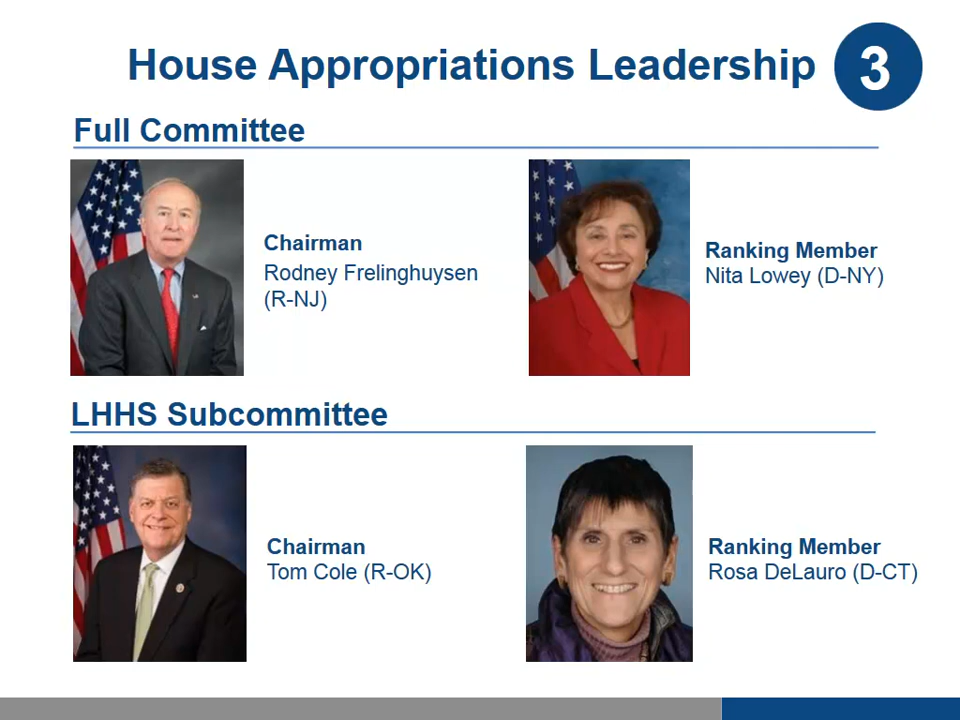 House Appropriations Leadership
3
Full Committee
Chairman
Rodney Frelinghuysen
(R-NJ)
Ranking Member
Nita Lowey (D-NY)
LHHS Subcommittee
Chairman
Tom Cole (R-OK)
Ranking Member
Rosa DeLauro (D-CT)